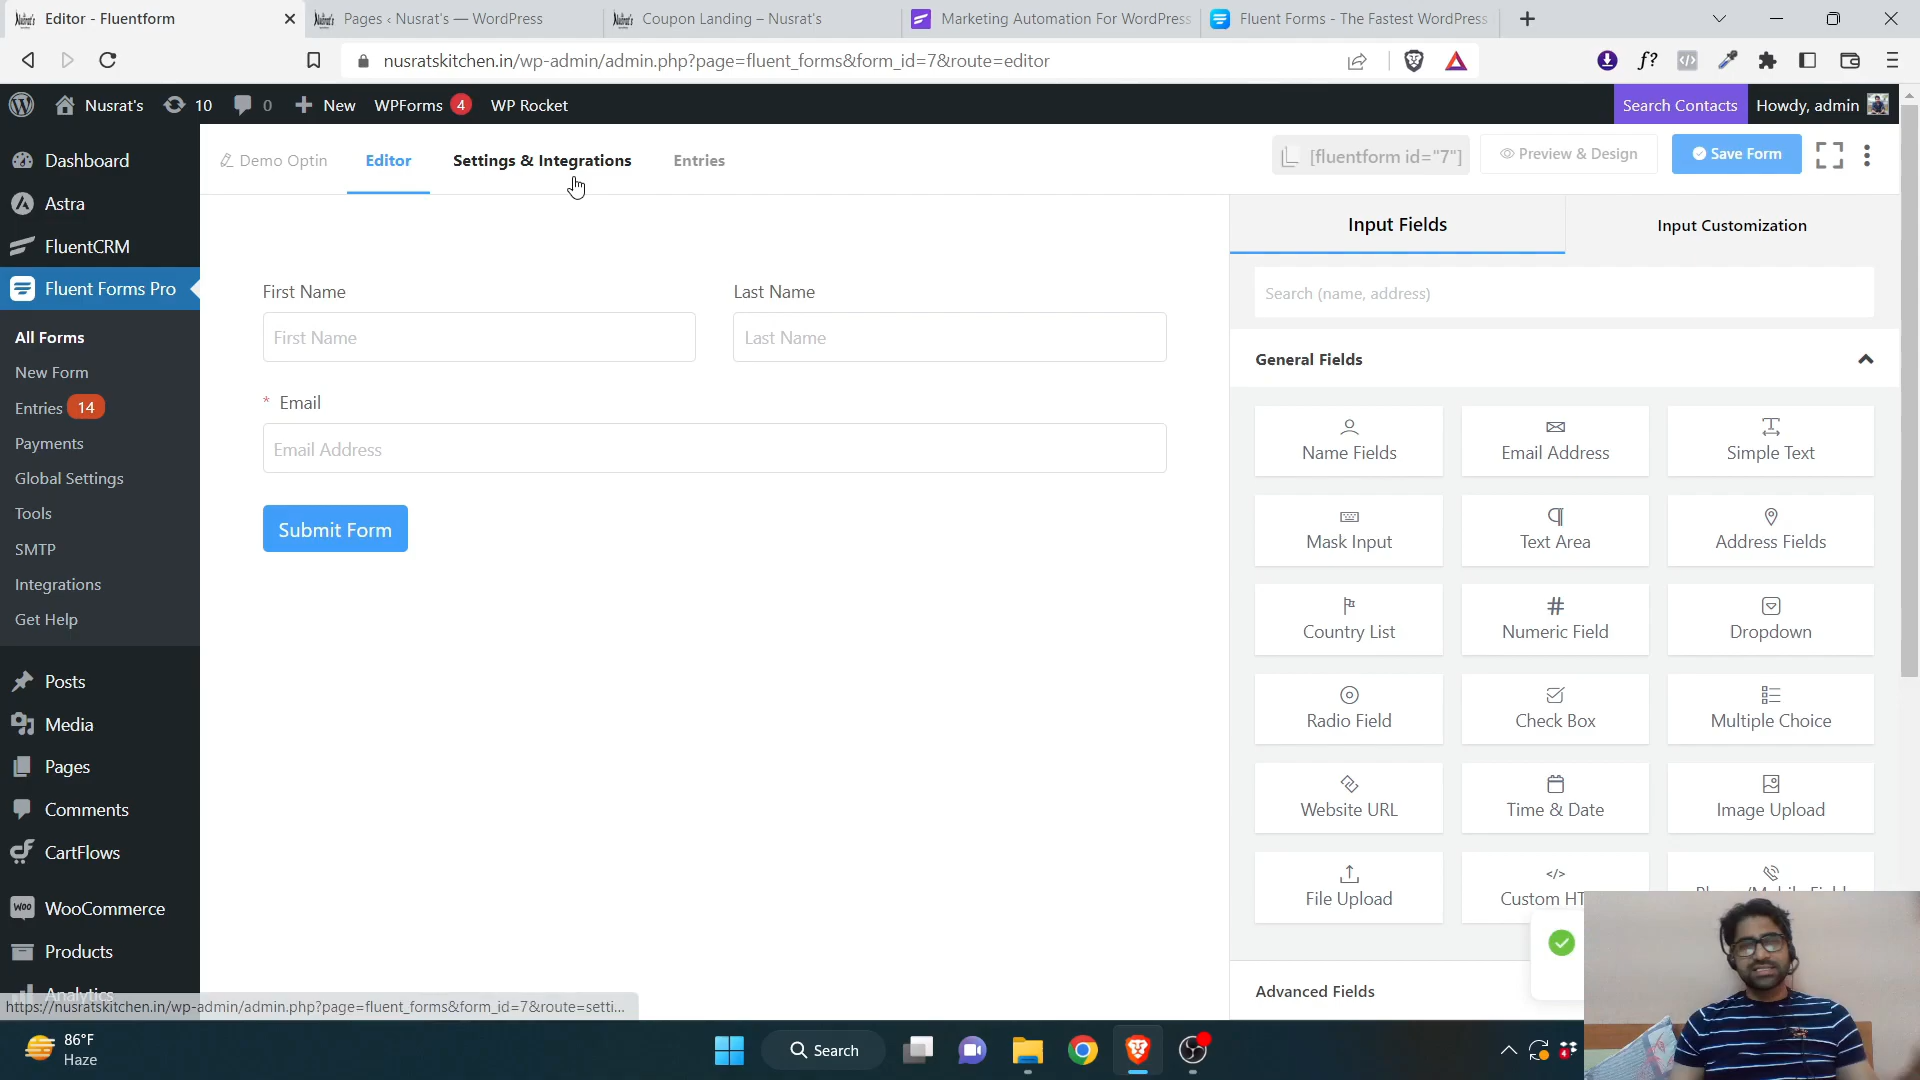 Editor - Fluentform
Pages ‹ Nusrat's — WordPress
Coupon Landing – Nusrat's
Marketing Automation For WordPress
Fluent Forms - The Fastest WordPress
nusratskitchen.in/wp-admin/admin.php?page=fluent_forms&form_id=7&route=editor
f?
Nusrat's
10
0
New
WPForms 4
WP Rocket
Search Contacts
Howdy, admin
Dashboard
Astra
FluentCRM
Fluent Forms Pro
All Forms
New Form
Entries 14
Payments
Global Settings
Tools
SMTP
Integrations
Get Help
Posts
Media
Pages
Comments
CartFlows
Woo WooCommerce
Products
Analytics
https://nusratskitchen.in/wp-admin/admin.php?page=fluent_forms&form_id=7&route=setti...
Demo Optin
Editor
Settings & Integrations
Entries
[fluentform id="7"]
Preview & Design
Save Form
First Name
Last Name
First Name
Last Name
* Email
Email Address
Submit Form
Input Fields
Input Customization
Search (name, address)
General Fields
Name Fields
Email Address
Simple Text
Mask Input
Text Area
Address Fields
Country List
Numeric Field
Dropdown
Radio Field
Check Box
Multiple Choice
Website URL
Time & Date
Image Upload
File Upload
Custom HT
Advanced Fields
86°F
Haze
Search
4